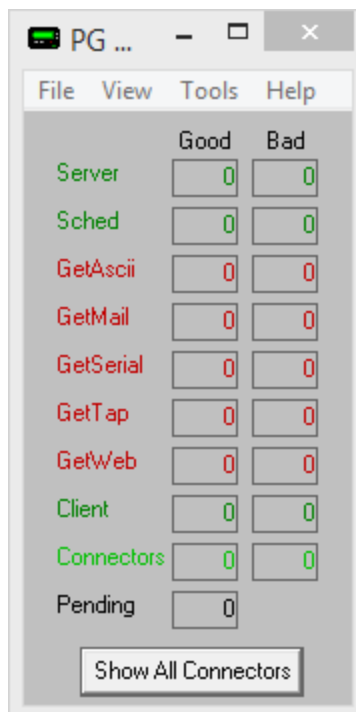 PG ...
File View Tools Help
Good Bad
Server 0 0
Sched 0 0
GetAscii 0 0
GetMail 0 0
GetSerial 0 0
GetTap 0 0
GetWeb 0 0
Client 0 0
Connectors 0 0
Pending 0
Show All Connectors